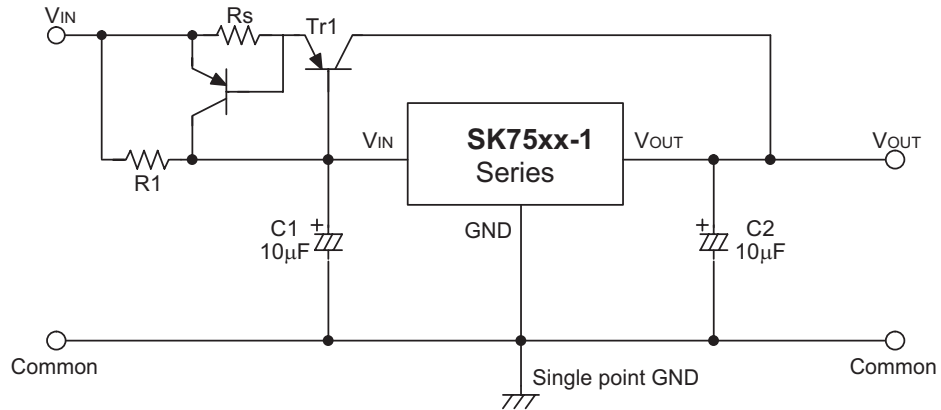 VIN
Rs
Tr1
VIN
SK75xx-1
Series
VOUT
VOUT
R1
GND
C1
+
10μF
C2
+
10μF
Common
Common
Single point GND